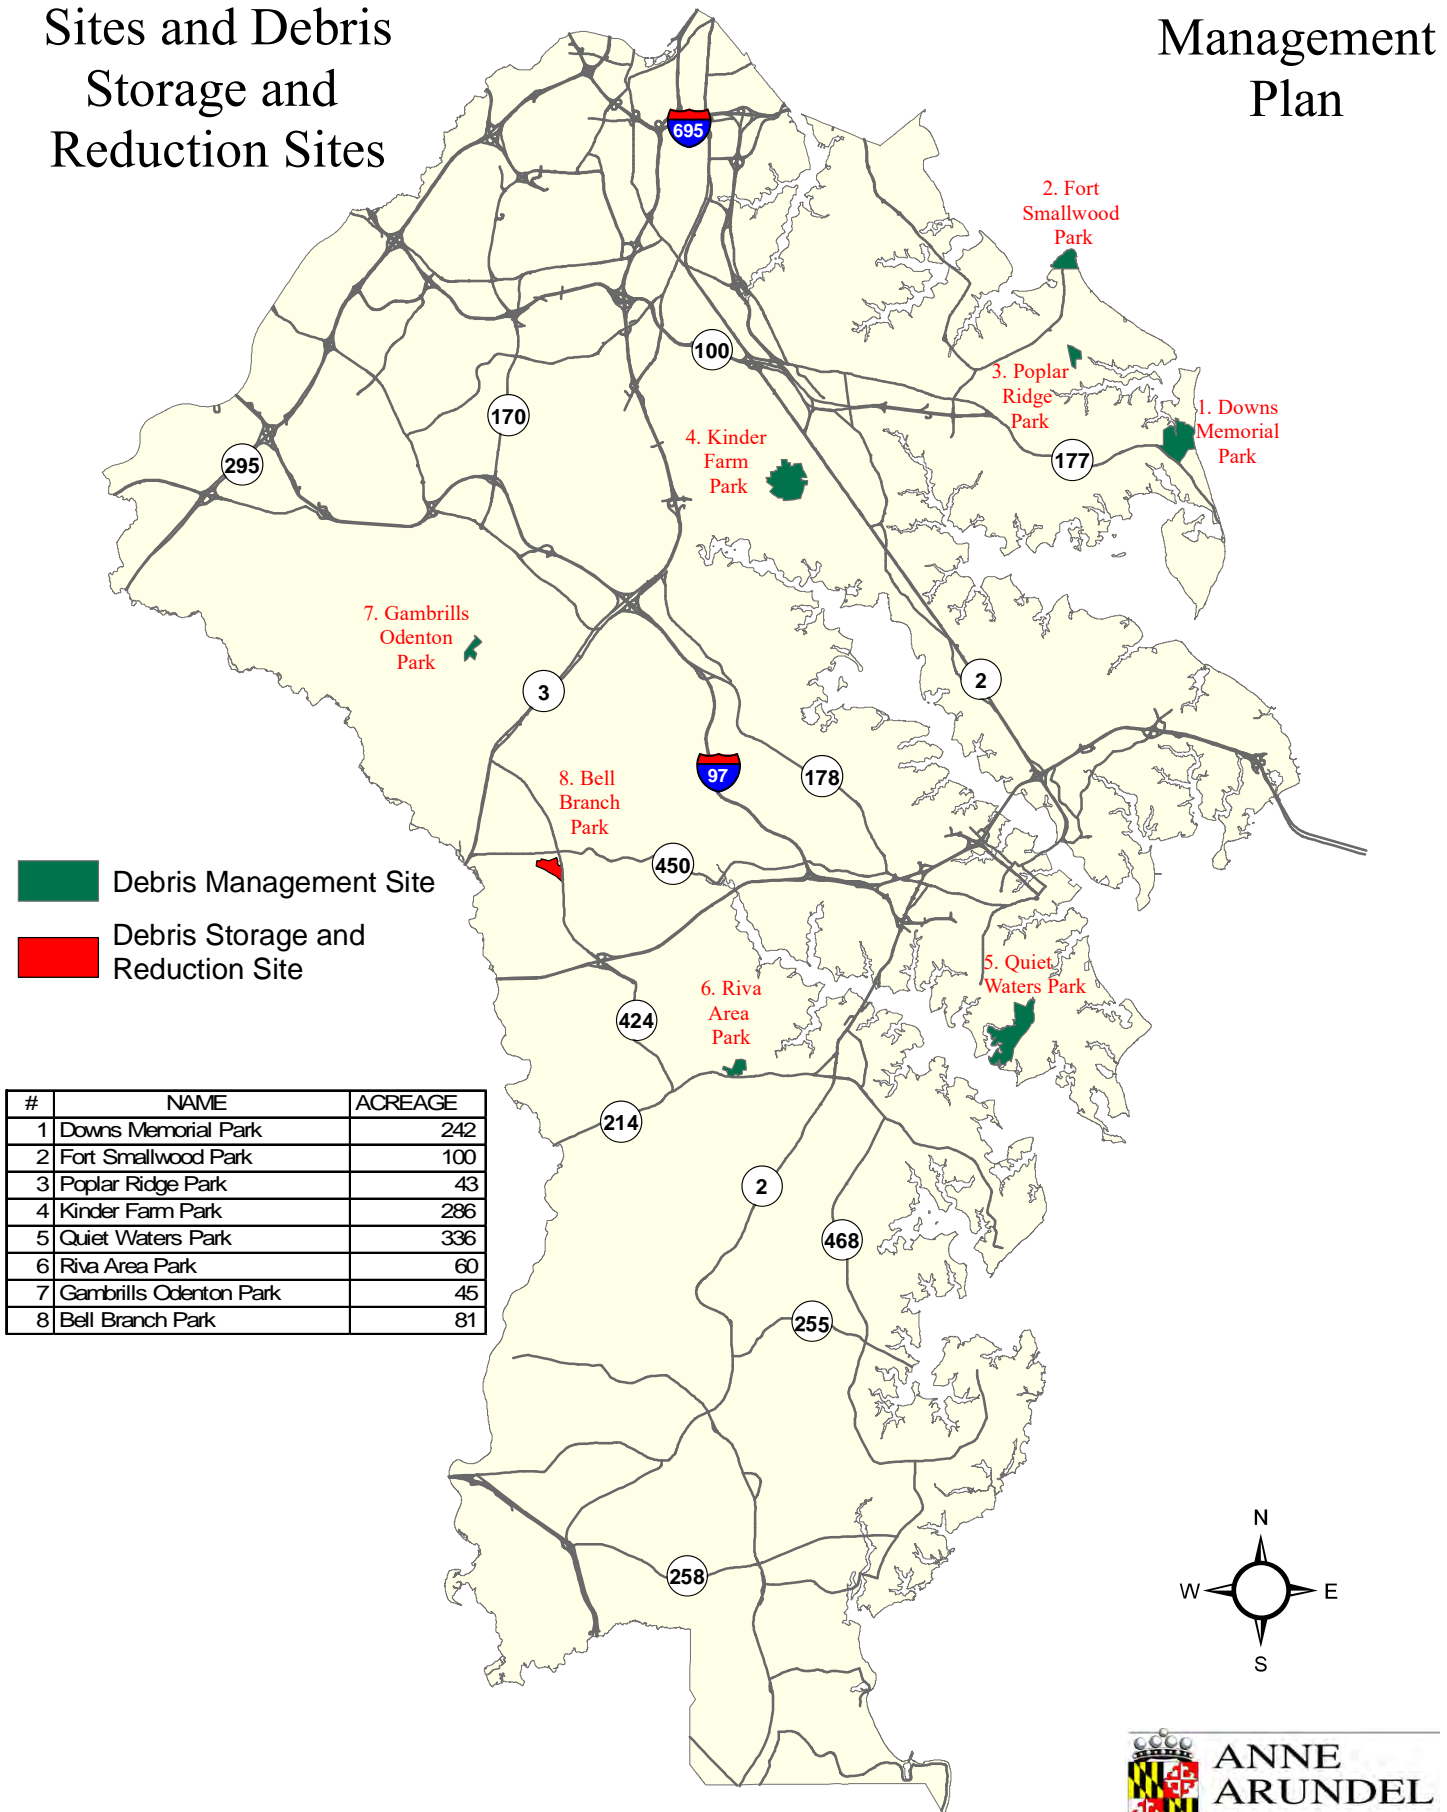 Sites and Debris
Storage and
Reduction Sites
Management
Plan
695
2. Fort
Smallwood
Park
100
3. Poplar
Ridge
Park
170
1. Downs
Memorial
Park
4. Kinder
Farm
Park
295
177
7. Gambrills
Odenton
Park
3
2
97
178
8. Bell
Branch
Park
450
Debris Management Site
Debris Storage and
Reduction Site
5. Quiet
Waters Park
6. Riva
Area
Park
424
214
# NAME ACREAGE
1 Downs Memorial Park 242
2 Fort Smallwood Park 100
3 Poplar Ridge Park 43
4 Kinder Farm Park 286
5 Quiet Waters Park 336
6 Riva Area Park 60
7 Gambrills Odenton Park 45
8 Bell Branch Park 81
2
468
255
258
N
W E
S
ANNE
ARUNDEL